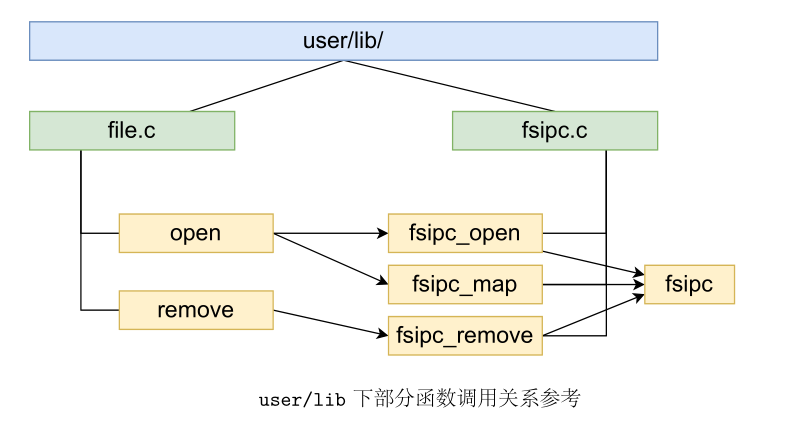 user/lib/
file.c
fsipc.c
open
fsipc_open
fsipc_map
fsipc
remove
fsipc_remove
user/lib 下部分函数调用关系参考